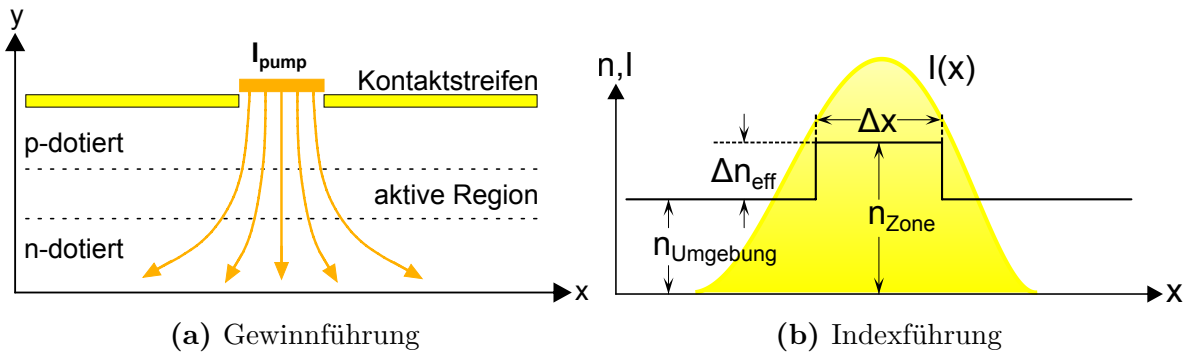 y
I_pump
Kontaktstreifen
p-dotiert
aktive Region
n-dotiert
x
(a) Gewinnführung
n,I
I(x)
Δx
Δn_eff
n_Zone
n_Umgebung
x
(b) Indexführung